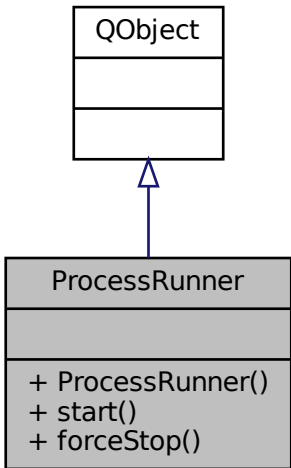 QObject
ProcessRunner
+ ProcessRunner()
+ start()
+ forceStop()